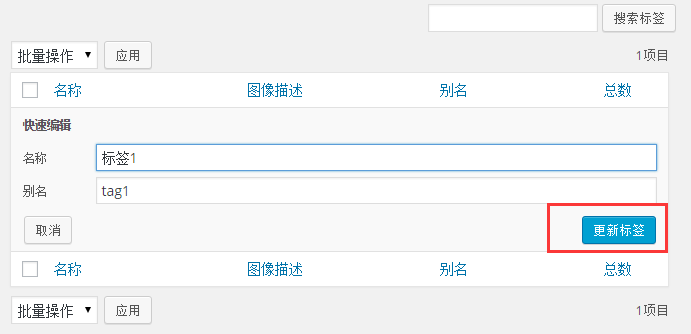 搜索标签
批量操作 应用 1项目
名称 图像描述 别名 总数
快速编辑
名称 标签1
别名 tag1
取消 更新标签
名称 图像描述 别名 总数
批量操作 应用 1项目